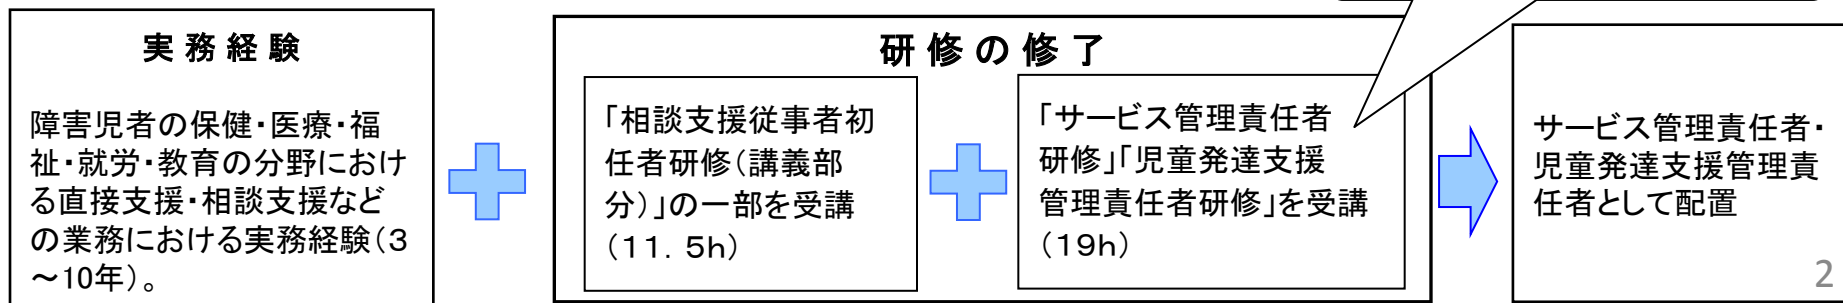 実務経験
障害児者の保健・医療・福
祉・就労・教育の分野におけ
る直接支援・相談支援など
の業務における実務経験（３
～10年）。
研修の修了
「相談支援従事者初
任者研修（講義部
分）」の一部を受講
（１１．５ｈ）
「サービス管理責任者
研修」「児童発達支援
管理責任者研修」を受講
（１９ｈ）
サービス管理責任者・
児童発達支援管理責
任者として配置
2